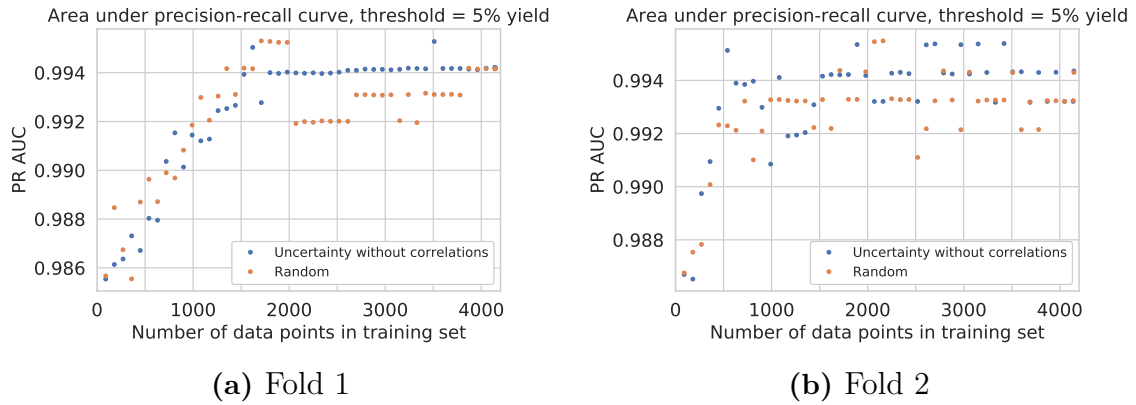 Area under precision-recall curve, threshold = 5% yield
PR AUC
0.994
0.992
0.990
0.988
0.986
0 1000 2000 3000 4000
Number of data points in training set
Uncertainty without correlations
Random
(a) Fold 1
Area under precision-recall curve, threshold = 5% yield
PR AUC
0.994
0.992
0.990
0.988
0 1000 2000 3000 4000
Number of data points in training set
Uncertainty without correlations
Random
(b) Fold 2